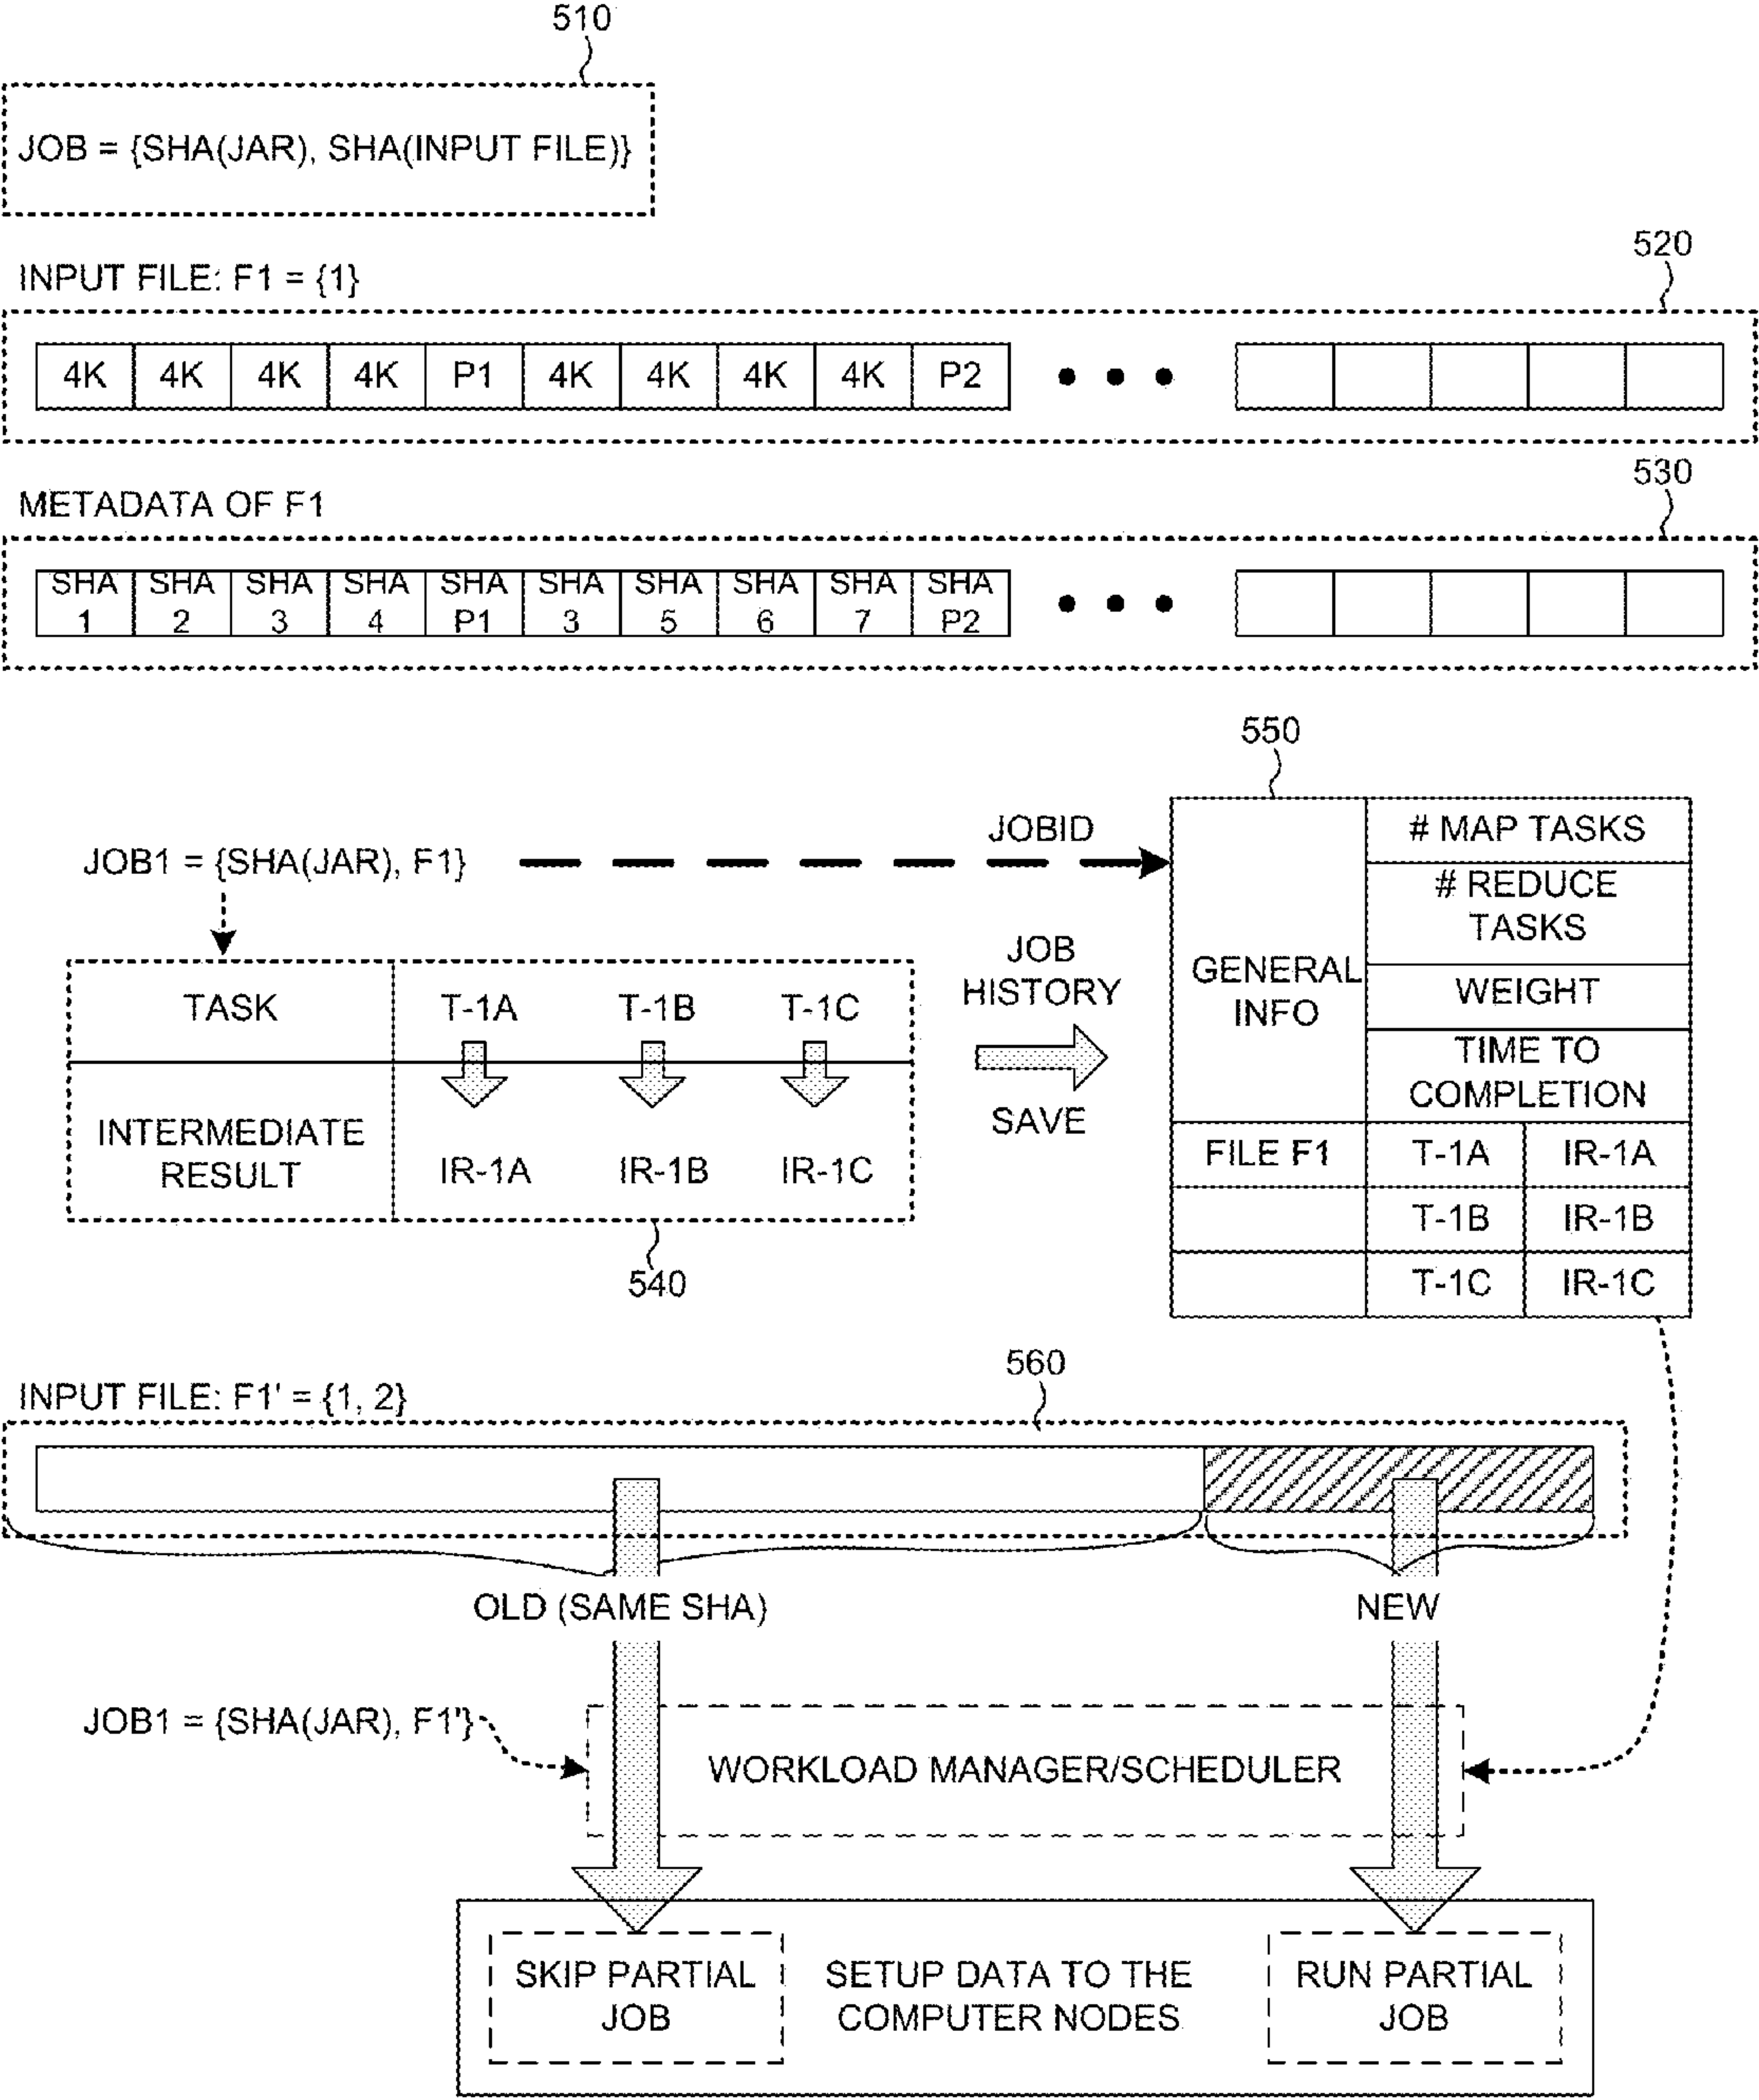 510
JOB = {SHA(JAR), SHA(INPUT FILE)}
520
INPUT FILE: F1 = {1}
4K 4K 4K 4K P1 4K 4K 4K 4K P2
530
METADATA OF F1
SHA SHA SHA SHA SHA SHA SHA SHA SHA SHA
1 2 3 4 P1 3 5 6 7 P2
550
JOB1 = {SHA(JAR), F1}
JOBID
# MAP TASKS
# REDUCE
TASKS
WEIGHT
TIME TO
COMPLETION
GENERAL
INFO
JOB
HISTORY
SAVE
TASK T-1A T-1B T-1C
INTERMEDIATE
RESULT
IR-1A IR-1B IR-1C
540
FILE F1 T-1A IR-1A
T-1B IR-1B
T-1C IR-1C
560
INPUT FILE: F1' = {1, 2}
OLD (SAME SHA)
NEW
JOB1 = {SHA(JAR), F1'}
WORKLOAD MANAGER/SCHEDULER
SKIP PARTIAL
JOB
SETUP DATA TO THE
COMPUTER NODES
RUN PARTIAL
JOB